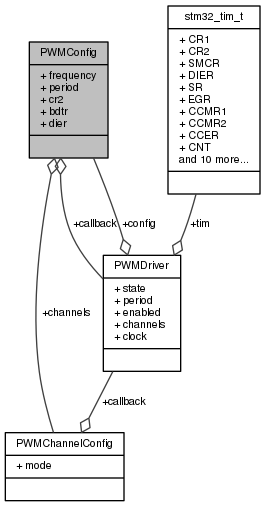 stm32_tim_t
+ CR1
+ CR2
+ SMCR
+ DIER
+ SR
+ EGR
+ CCMR1
+ CCMR2
+ CCER
+ CNT
and 10 more...
PWMConfig
+ frequency
+ period
+ cr2
+ bdtr
+ dier
+callback
+config
+tim
PWMDriver
+ state
+ period
+ enabled
+ channels
+ clock
+channels
+callback
PWMChannelConfig
+ mode